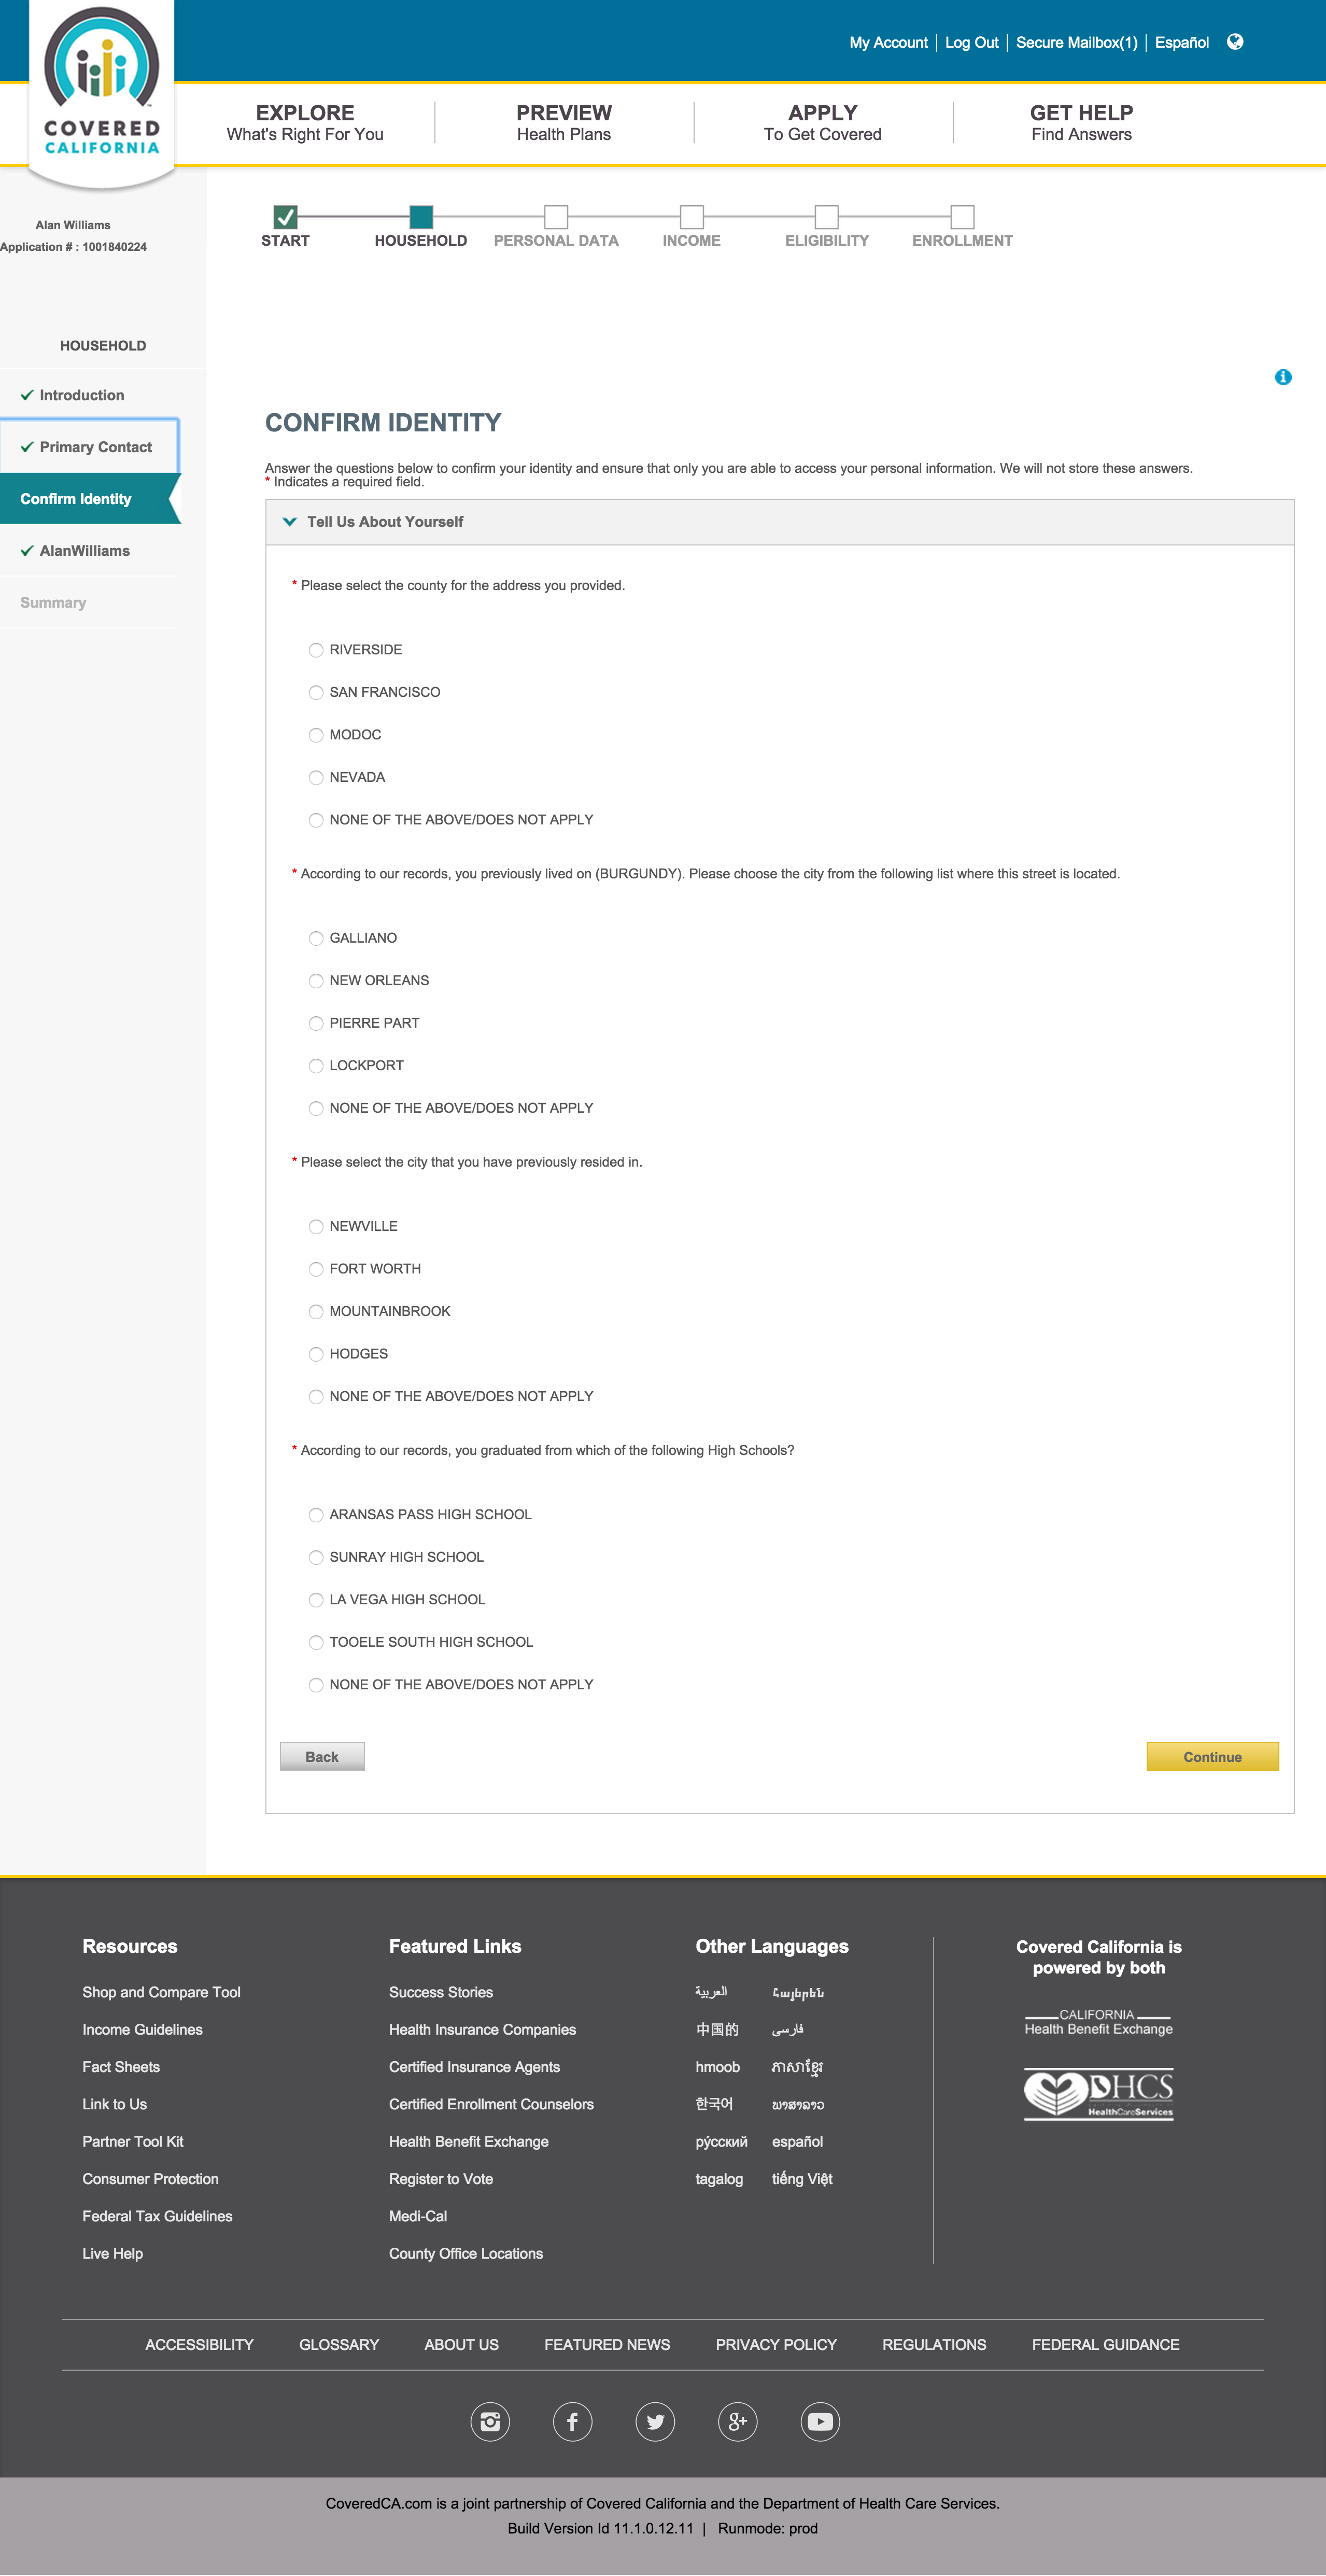 My Account | Log Out | Secure Mailbox(1) | Español
COVERED
CALIFORNIA
EXPLORE
What's Right For You
PREVIEW
Health Plans
APPLY
To Get Covered
GET HELP
Find Answers
Alan Williams
Application # : 1001840224
START
HOUSEHOLD
PERSONAL DATA
INCOME
ELIGIBILITY
ENROLLMENT
HOUSEHOLD
Introduction
Primary Contact
Confirm Identity
AlanWilliams
Summary
CONFIRM IDENTITY
Answer the questions below to confirm your identity and ensure that only you are able to access your personal information. We will not store these answers.
* Indicates a required field.
Tell Us About Yourself
* Please select the county for the address you provided.
RIVERSIDE
SAN FRANCISCO
MODOC
NEVADA
NONE OF THE ABOVE/DOES NOT APPLY
* According to our records, you previously lived on (BURGUNDY). Please choose the city from the following list where this street is located.
GALLIANO
NEW ORLEANS
PIERRE PART
LOCKPORT
NONE OF THE ABOVE/DOES NOT APPLY
* Please select the city that you have previously resided in.
NEWVILLE
FORT WORTH
MOUNTAINBROOK
HODGES
NONE OF THE ABOVE/DOES NOT APPLY
* According to our records, you graduated from which of the following High Schools?
ARANSAS PASS HIGH SCHOOL
SUNRAY HIGH SCHOOL
LA VEGA HIGH SCHOOL
TOOELE SOUTH HIGH SCHOOL
NONE OF THE ABOVE/DOES NOT APPLY
Back
Continue
Resources
Shop and Compare Tool
Income Guidelines
Fact Sheets
Link to Us
Partner Tool Kit
Consumer Protection
Federal Tax Guidelines
Live Help
Featured Links
Success Stories
Health Insurance Companies
Certified Insurance Agents
Certified Enrollment Counselors
Health Benefit Exchange
Register to Vote
Medi-Cal
County Office Locations
Other Languages
العربية
Հայերեն
中国的
فارسی
hmoob
ភាសាខ្មែរ
한국어
ພາສາລາວ
ру́сский
español
tagalog
tiếng Việt
Covered California is
powered by both
CALIFORNIA
Health Benefit Exchange
DHCS
HealthCareServices
ACCESSIBILITY
GLOSSARY
ABOUT US
FEATURED NEWS
PRIVACY POLICY
REGULATIONS
FEDERAL GUIDANCE
CoveredCA.com is a joint partnership of Covered California and the Department of Health Care Services.
Build Version Id 11.1.0.12.11 | Runmode: prod